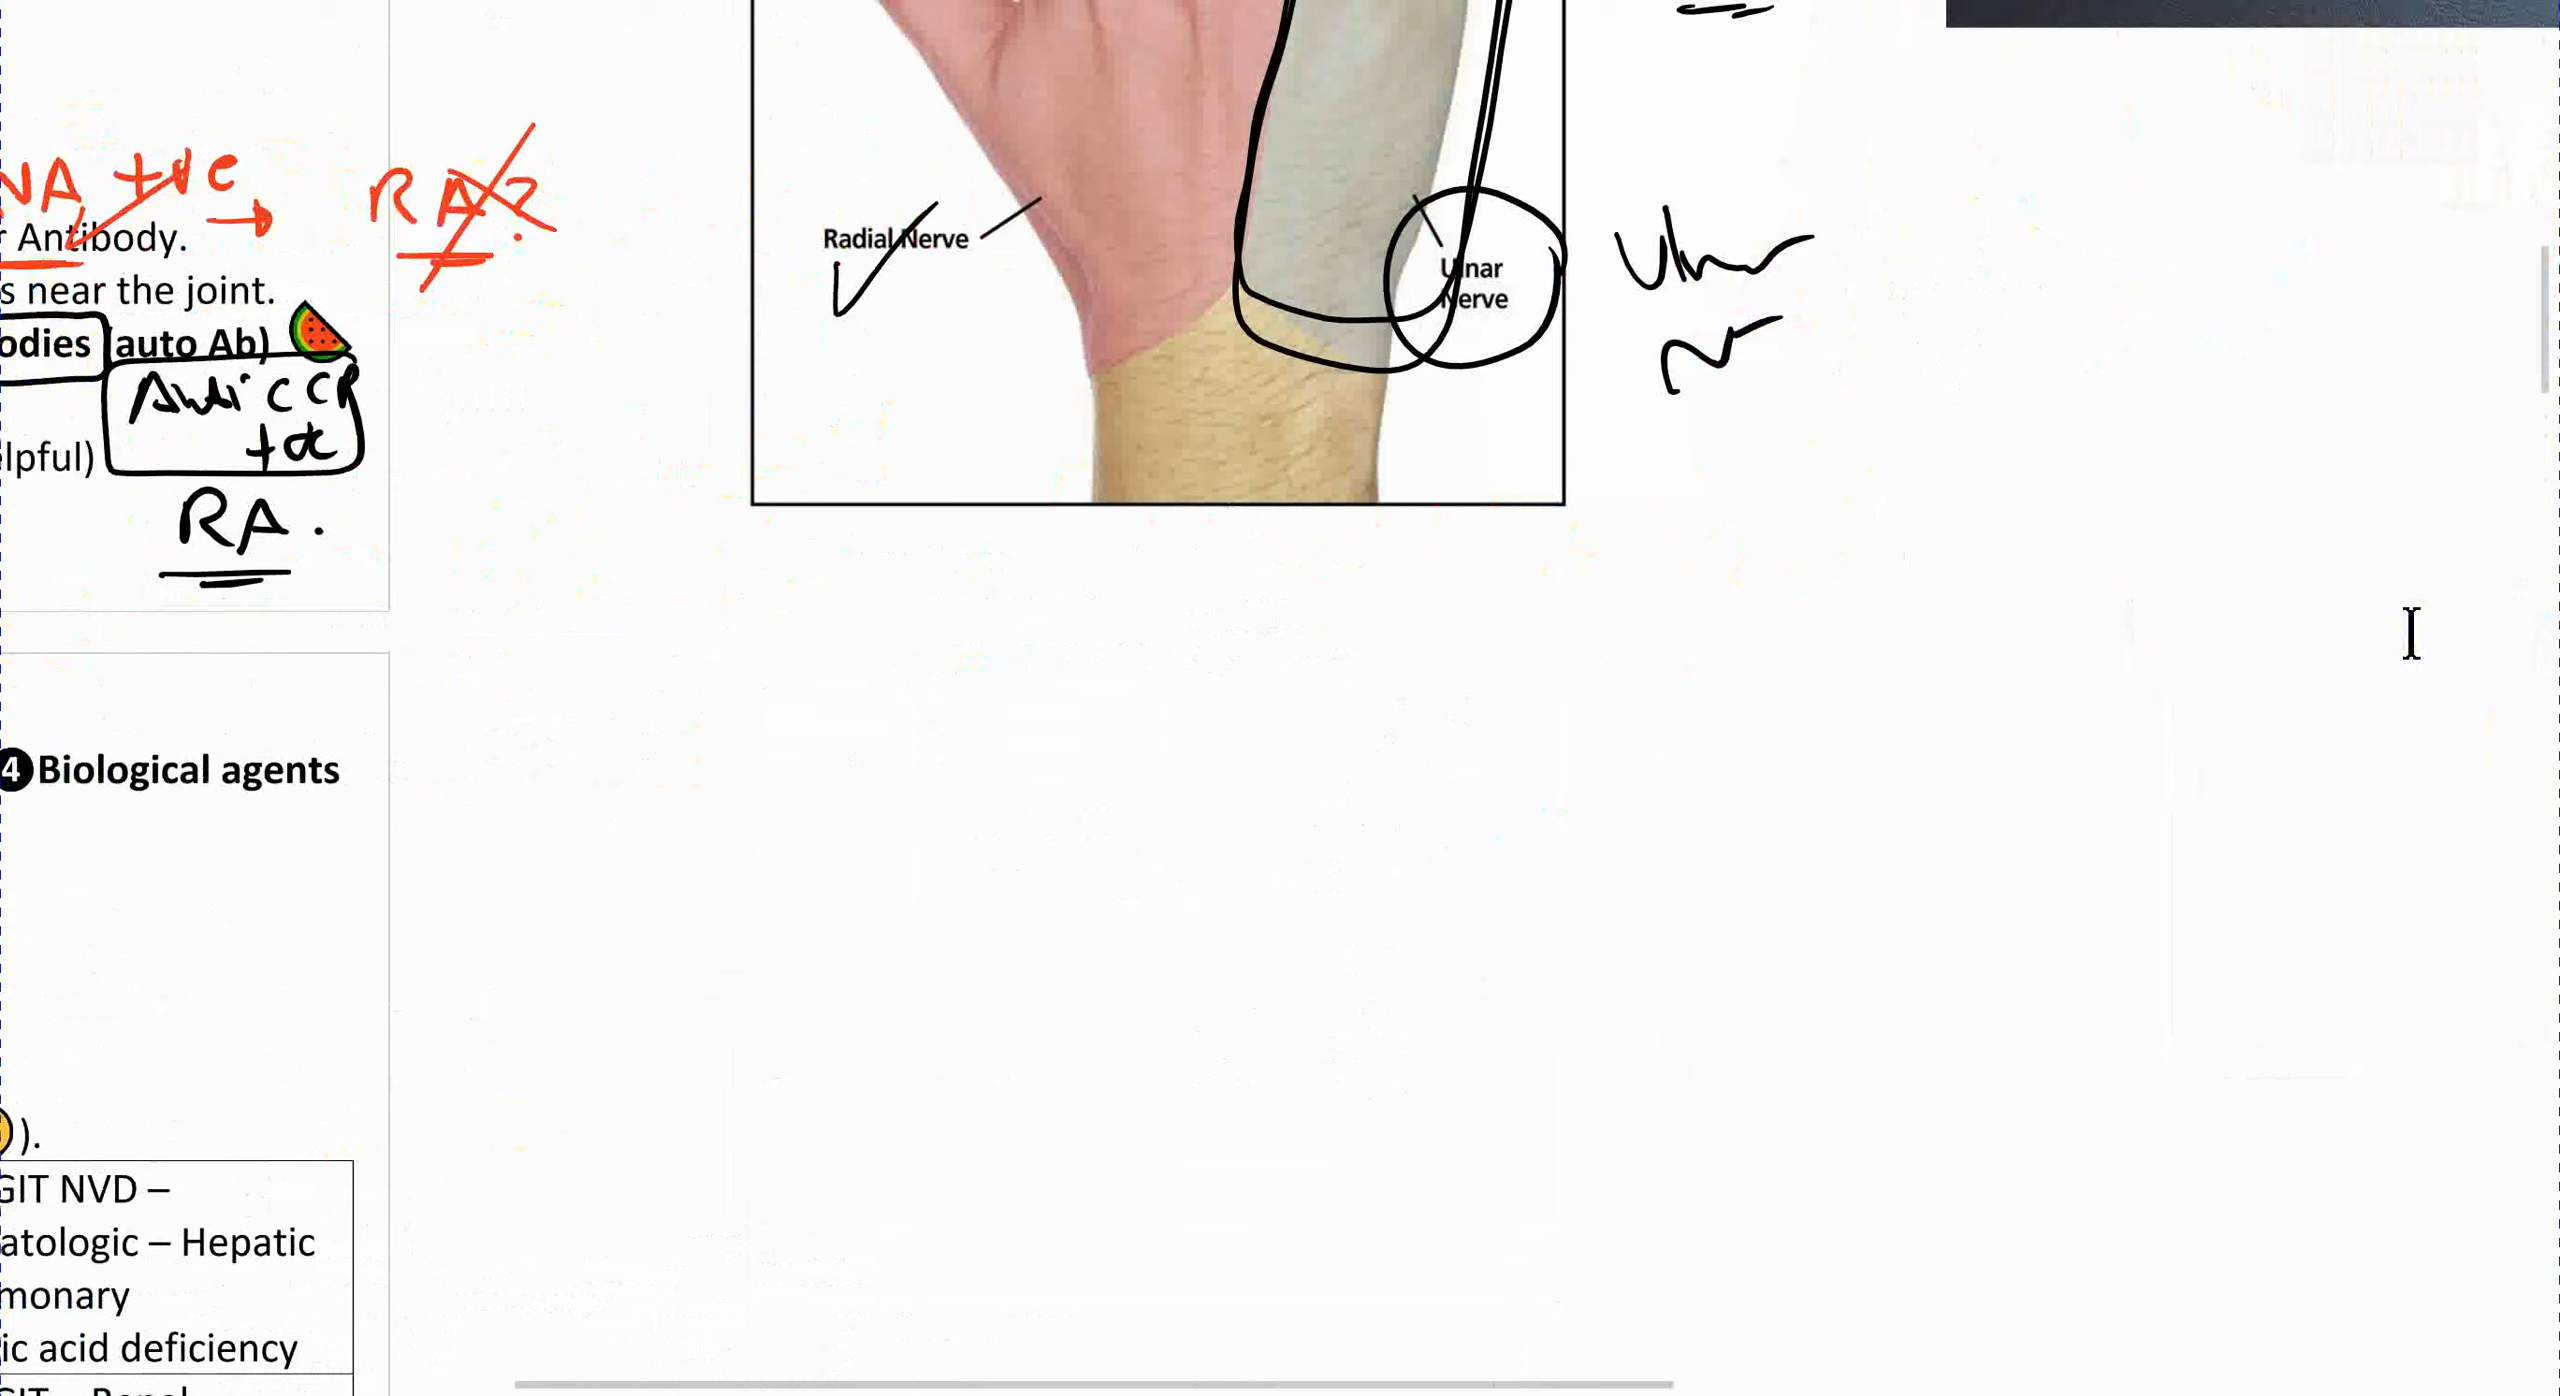 NA +ve → RA?
r Antibody.
s near the joint.
odies (auto Ab)
Anti CCP
+ve
lpful)
RA.
Radial Nerve
Ulnar
Nerve
Ulnar
N
4 Biological agents
).
GIT NVD –
atologic – Hepatic
monary
ic acid deficiency